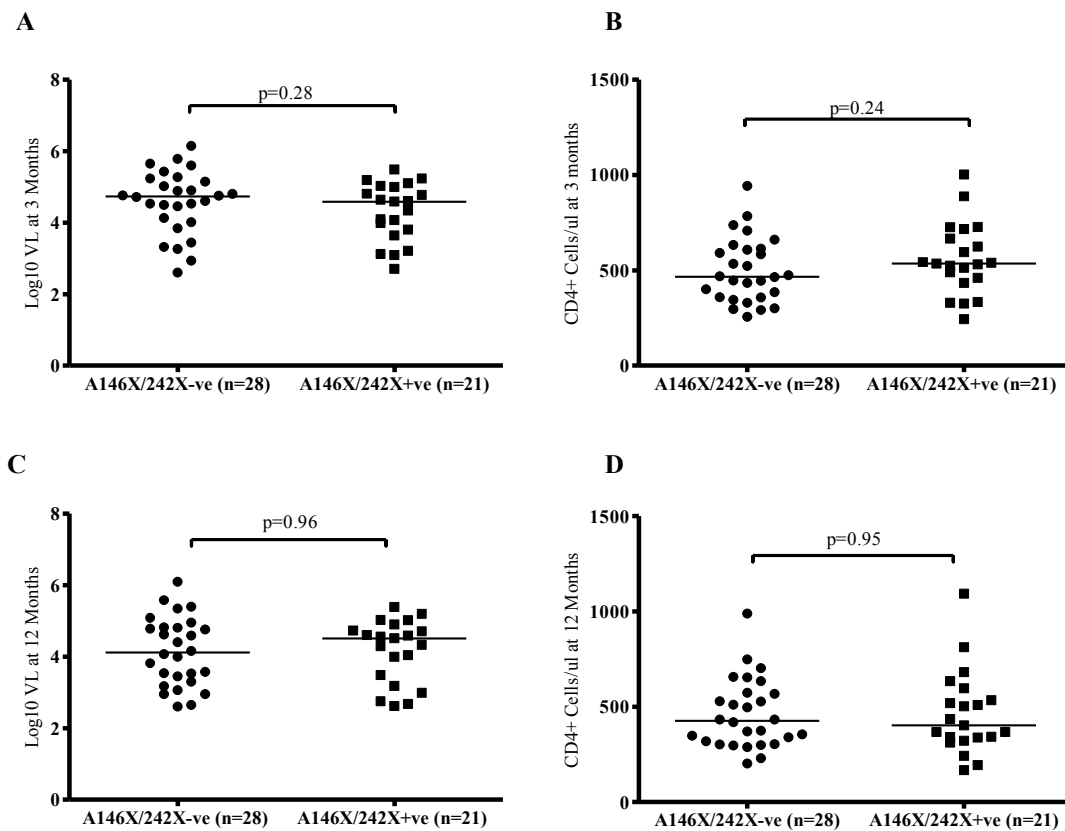 A
Log10 VL at 3 Months
8
6
4
2
0
p=0.28
A146X/242X-ve (n=28)
A146X/242X+ve (n=21)
B
CD4+ Cells/ul at 3 months
1500
1000
500
0
p=0.24
A146X/242X-ve (n=28)
A146X/242X+ve (n=21)
C
Log10 VL at 12 Months
8
6
4
2
0
p=0.96
A146X/242X-ve (n=28)
A146X/242X+ve (n=21)
D
CD4+ Cells/ul at 12 Months
1500
1000
500
0
p=0.95
A146X/242X-ve (n=28)
A146X/242X+ve (n=21)